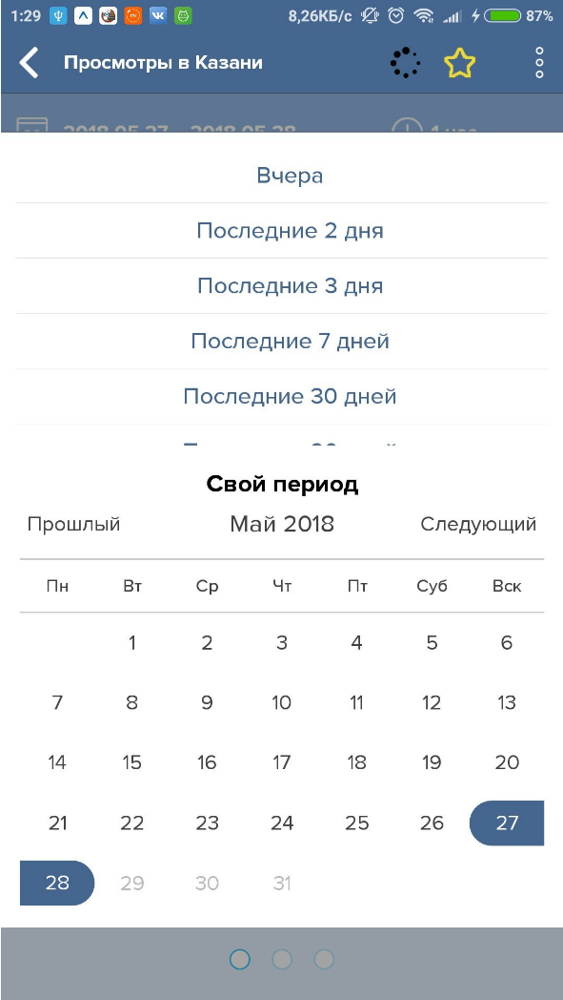 1:29 8,26КБ/с 87%
Просмотры в Казани
2018.05.27 - 2018.05.28
Вчера
Последние 2 дня
Последние 3 дня
Последние 7 дней
Последние 30 дней
Свой период
Прошлый Май 2018 Следующий
Пн Вт Ср Чт Пт Суб Вск
1 2 3 4 5 6
7 8 9 10 11 12 13
14 15 16 17 18 19 20
21 22 23 24 25 26 27
28 29 30 31